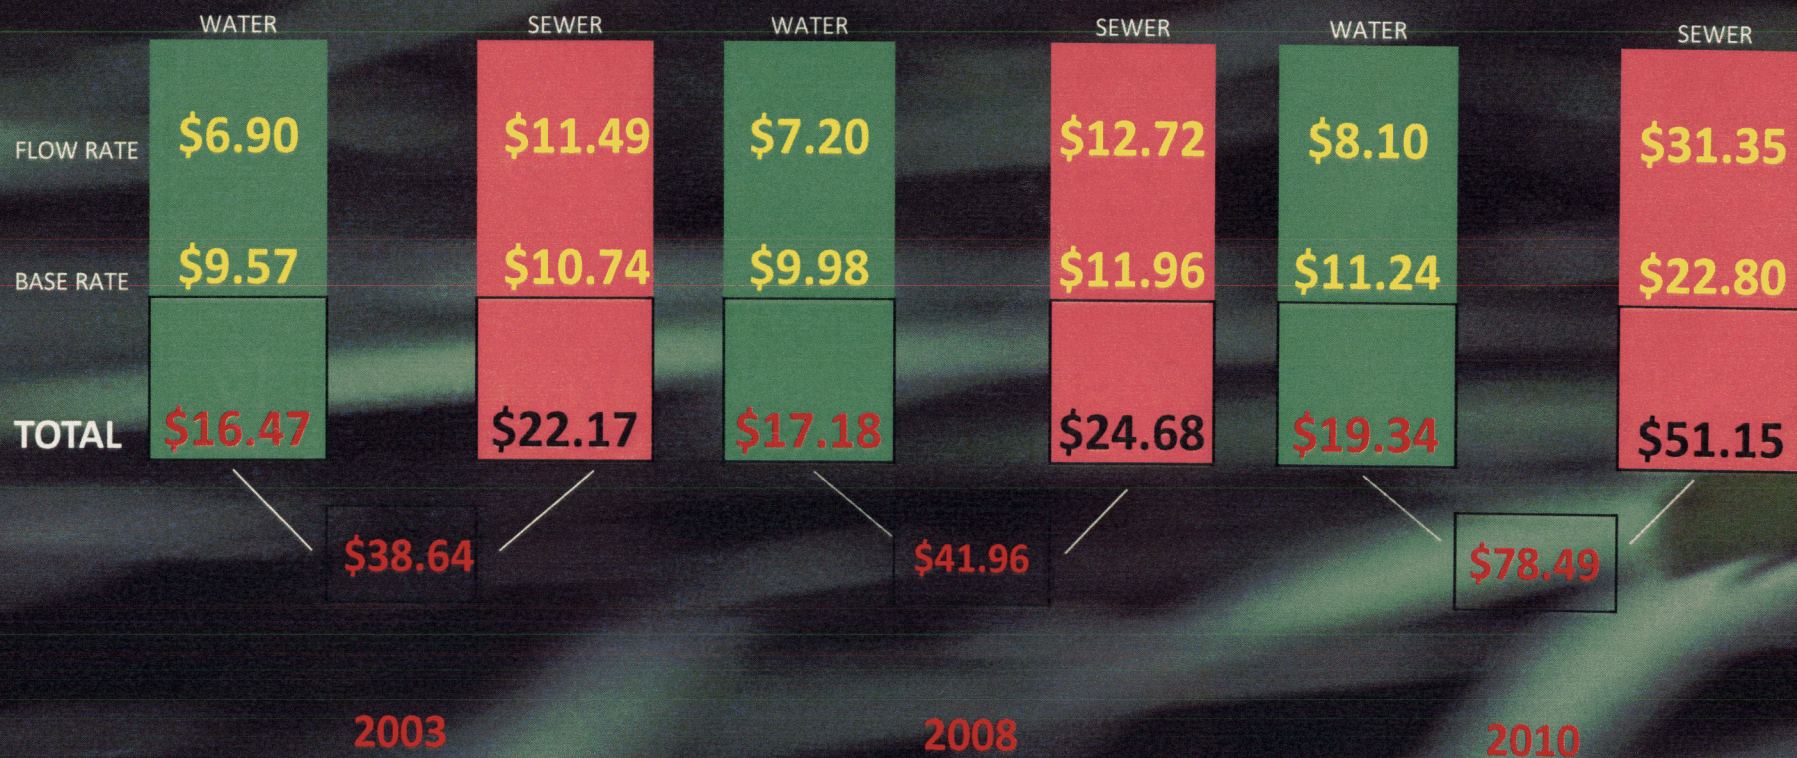 WATER SEWER WATER SEWER WATER SEWER
FLOW RATE $6.90 $11.49 $7.20 $12.72 $8.10 $31.35
BASE RATE $9.57 $10.74 $9.98 $11.96 $11.24 $22.80
TOTAL $16.47 $22.17 $17.18 $24.68 $19.34 $51.15
$38.64 $41.96 $78.49
2003 2008 2010